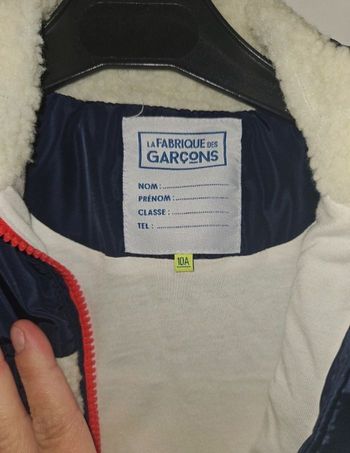 LA FABRIQUE DES
GARÇONS
NOM :
PRÉNOM :
CLASSE :
TEL :
10A